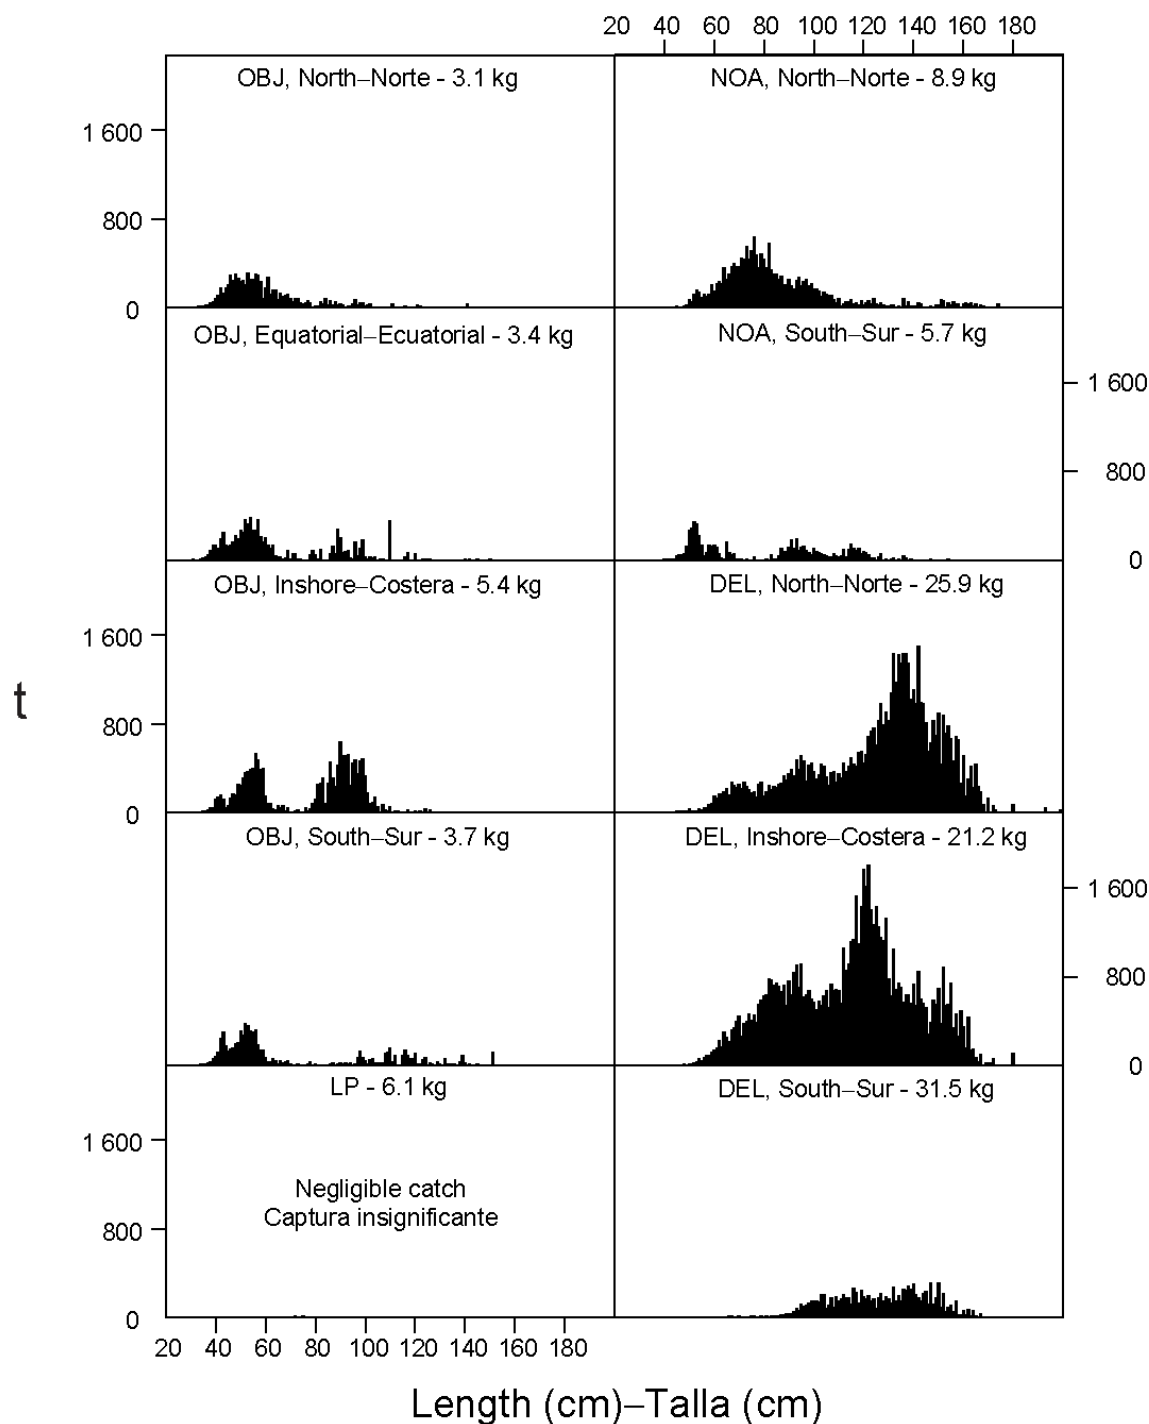 20 40 60 80 100 120 140 160 180
OBJ, North–Norte - 3.1 kg
NOA, North–Norte - 8.9 kg
1 600
800
0
OBJ, Equatorial–Ecuatorial - 3.4 kg
NOA, South–Sur - 5.7 kg
1 600
800
0
OBJ, Inshore–Costera - 5.4 kg
DEL, North–Norte - 25.9 kg
1 600
t
800
0
OBJ, South–Sur - 3.7 kg
DEL, Inshore–Costera - 21.2 kg
1 600
800
0
LP - 6.1 kg
DEL, South–Sur - 31.5 kg
1 600
Negligible catch
Captura insignificante
800
0
20 40 60 80 100 120 140 160 180
Length (cm)–Talla (cm)